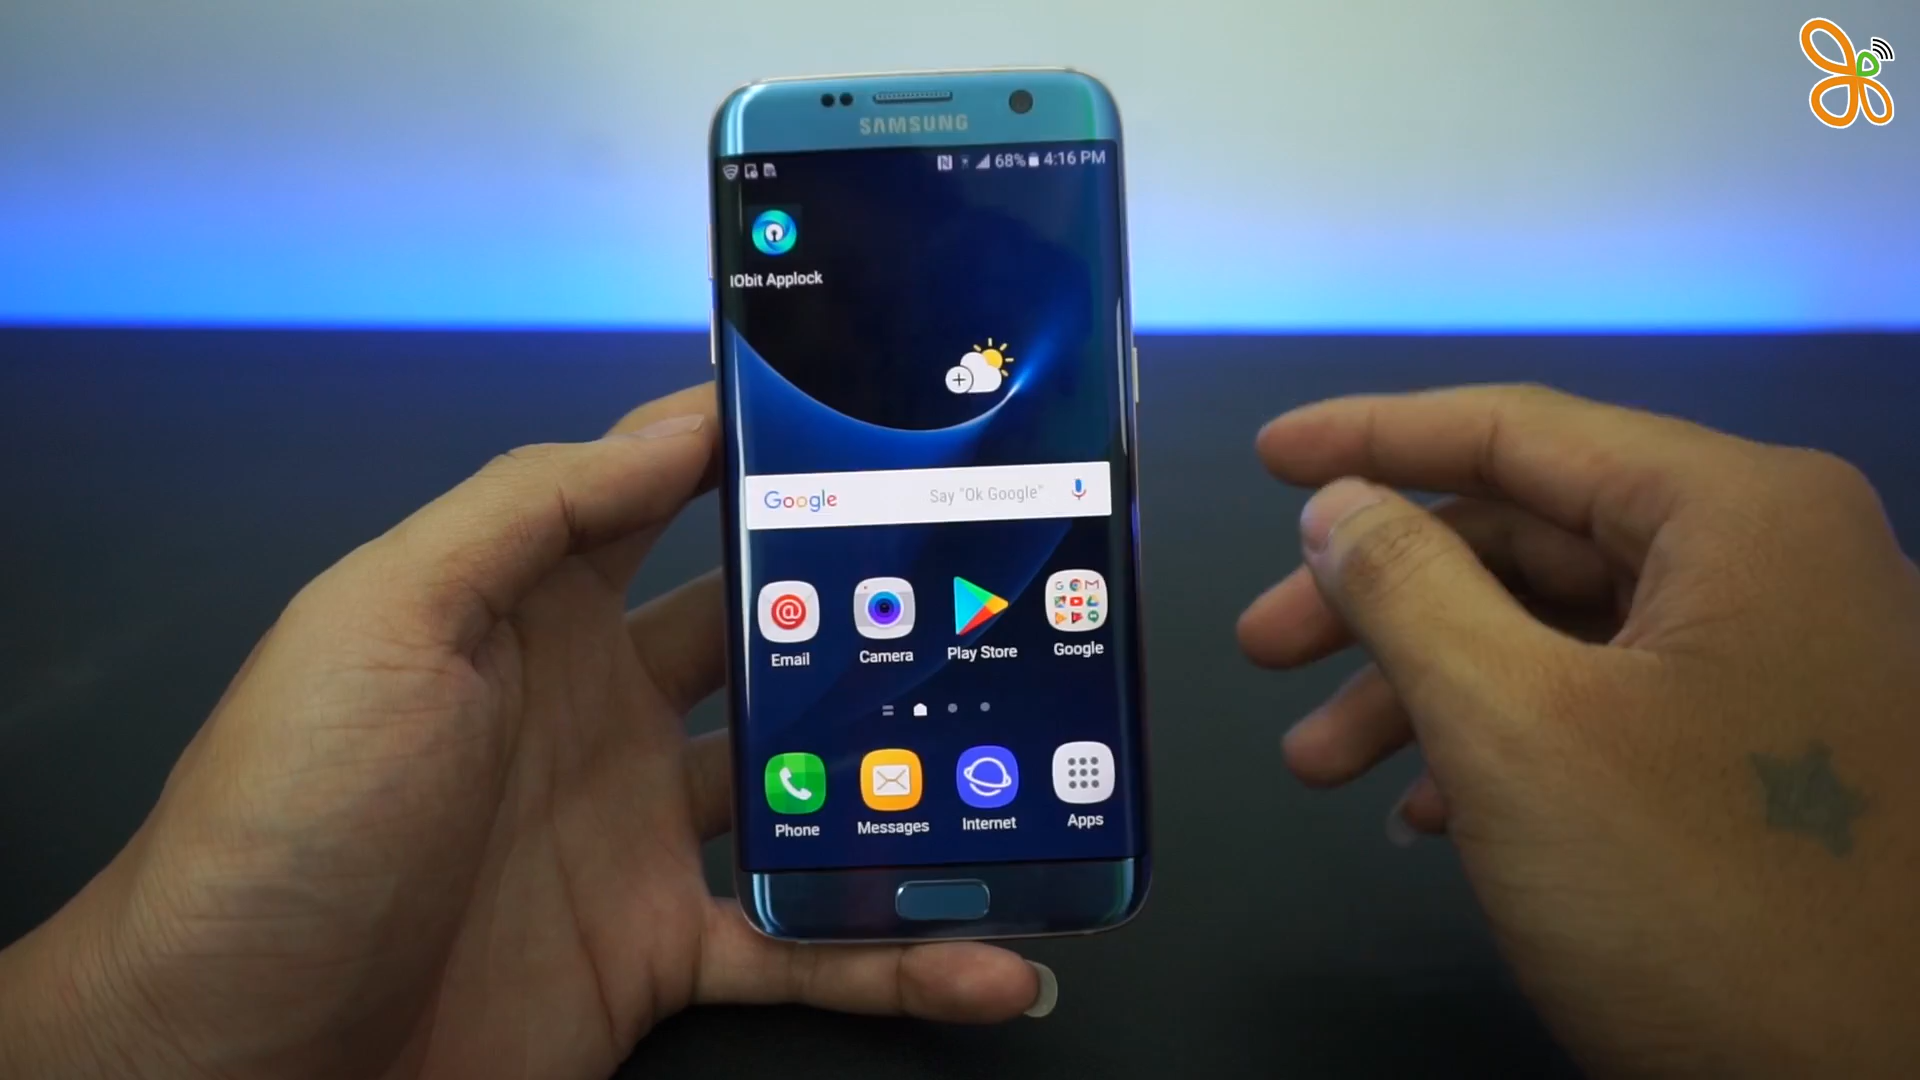 SAMSUNG
68% 4:16 PM
IObit Applock
Google Say "Ok Google"
Email Camera Play Store Google
Phone Messages Internet Apps